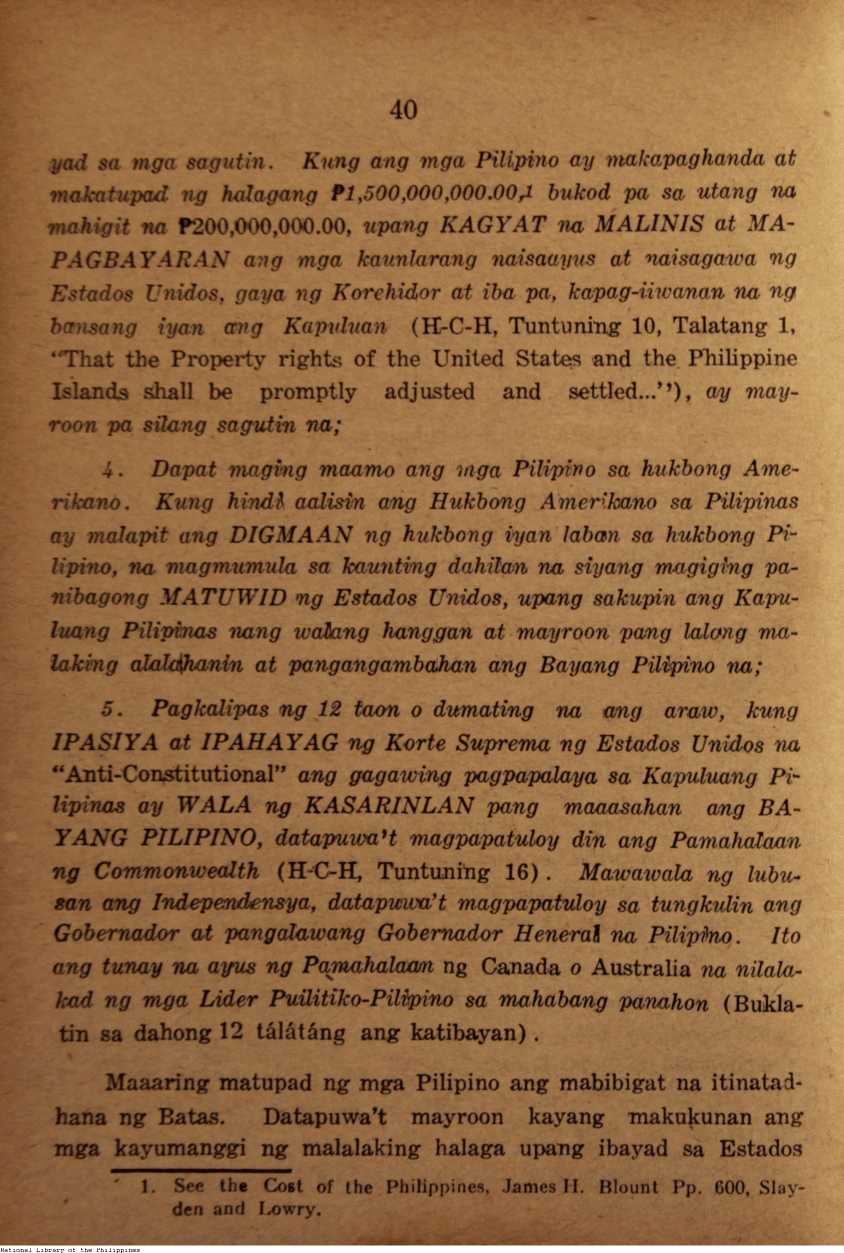 40
yad sa mga sagutin. Kung ang mga Pilipino ay makapaghanda at
makatupad ng halagang ₱1,500,000,000.00,1 bukod pa sa utang na
mahigit na ₱200,000,000.00, upang KAGYAT na MALINIS at MA-
PAGBAYARAN ang mga kaunlarang naisaayus at naisagawa ng
Estados Unidos, gaya ng Korehidor at iba pa, kapag-iiwanan na ng
bansang iyan ang Kapuluan (H-C-H, Tuntuning 10, Talatang 1,
"That the Property rights of the United States and the Philippine
Islands shall be promptly adjusted and settled..."), ay may-
roon pa silang sagutin na;
4. Dapat maging maamo ang mga Pilipino sa hukbong Ame-
rikano. Kung hindi aalisin ang Hukbong Amerikano sa Pilipinas
ay malapit ang DIGMAAN ng hukbong iyan laban sa hukbong Pi-
lipino, na magmumula sa kaunting dahilan na siyang magiging pa-
nibagong MATUWID ng Estados Unidos, upang sakupin ang Kapu-
luang Pilipinas nang walang hanggan at mayroon pang lalong ma-
laking alalahanin at pangangambahan ang Bayang Pilipino na;
5. Pagkalipas ng 12 taon o dumating na ang araw, kung
IPASIYA at IPAHAYAG ng Korte Suprema ng Estados Unidos na
"Anti-Constitutional" ang gagawing pagpapalaya sa Kapuluang Pi-
lipinas ay WALA ng KASARINLAN pang maaasahan ang BA-
YANG PILIPINO, datapuwa't magpapatuloy din ang Pamahalaan
ng Commonwealth (H-C-H, Tuntuning 16). Mawawala ng lubu-
san ang Independensya, datapuwa't magpapatuloy sa tungkulin ang
Gobernador at pangalawang Gobernador Heneral na Pilipino. Ito
ang tunay na ayus ng Pamahalaan ng Canada o Australia na nilala-
kad ng mga Lider Puilitiko-Pilipino sa mahabang panahon (Bukla-
tin sa dahong 12 tálátáng ang katibayan).
Maaaring matupad ng mga Pilipino ang mabibigat na itinatad-
hana ng Batas. Datapuwa't mayroon kayang makukunan ang
mga kayumanggi ng malalaking halaga upang ibayad sa Estados
1. See the Cost of the Philippines, James H. Blount Pp. 600, Slay-
den and Lowry.
National Library of the Philippines